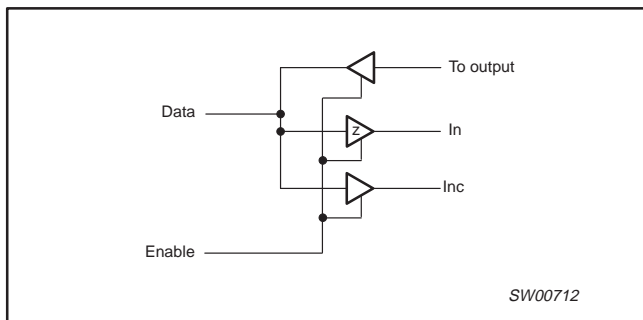 To output
Data
z
In
Inc
Enable
SW00712